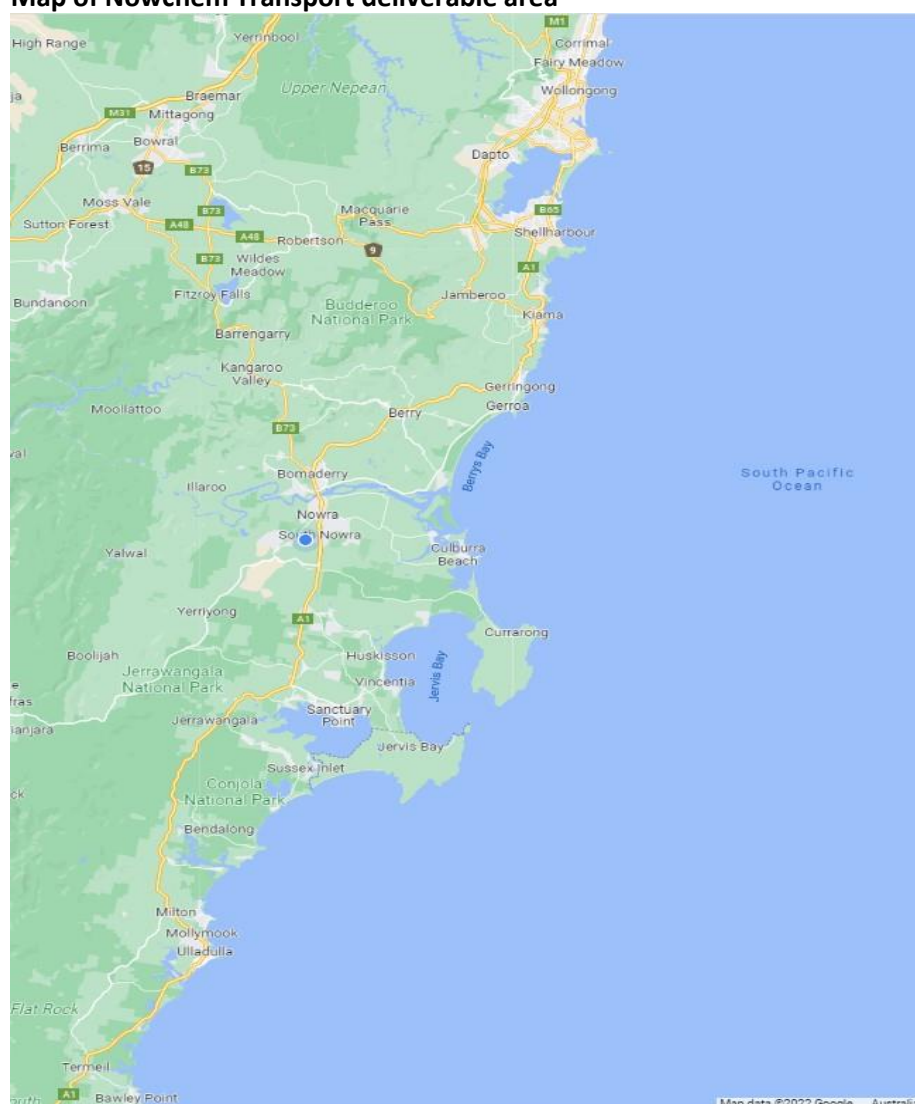 Map of Nowchem Transport deliverable area
M1
Yerrinbool
High Range
Corrimal
Fairy Meadow
Upper Nepean
Wollongong
Braemar
M31
Mittagong
Berrima
Bowral
Dapto
15
B73
Moss Vale
B73
Macquarie
Pass
B65
Sutton Forest
A48
A48
Robertson
Shellharbour
9
B73
Wildes
Meadow
A1
Bundanoon
Fitzroy Falls
Jamberoo
Budderoo
National Park
Kiama
Barrengarry
Kangaroo
Valley
Gerringong
Moollattoo
Berry
Gerroa
B73
Berrys Bay
Bomaderry
South Pacific
Ocean
Illaroo
Nowra
South Nowra
Yalwal
Culburra
Beach
Yerriyong
A1
Currarong
Boolijah
Huskisson
Jervis Bay
Jerrawangala
National Park
Vincentia
Sanctuary
Point
Jerrawangala
Jervis Bay
Sussex Inlet
Conjola
National Park
Bendalong
Milton
Mollymook
Ulladulla
Flat Rock
Termeil
A1
Bawley Point
Map data ©2022 Google